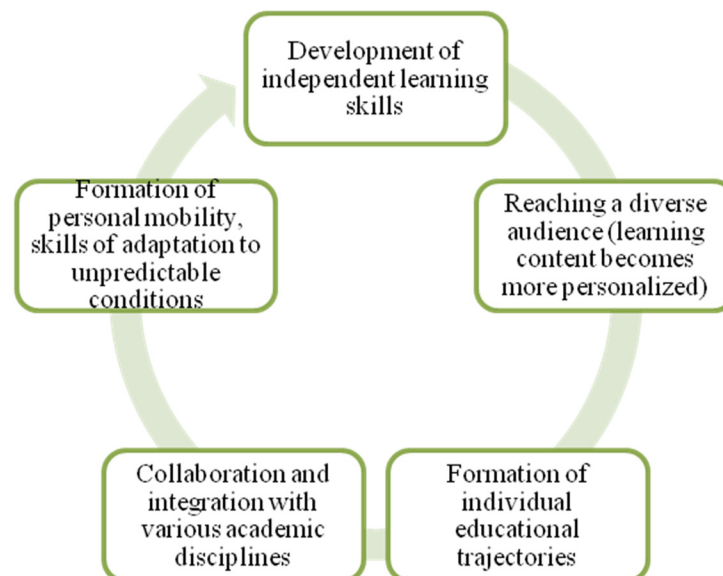 Development of
independent learning
skills
Reaching a diverse
audience (learning
content becomes
more personalized)
Formation of
individual
educational
trajectories
Collaboration and
integration with
various academic
disciplines
Formation of
personal mobility,
skills of adaptation to
unpredictable
conditions